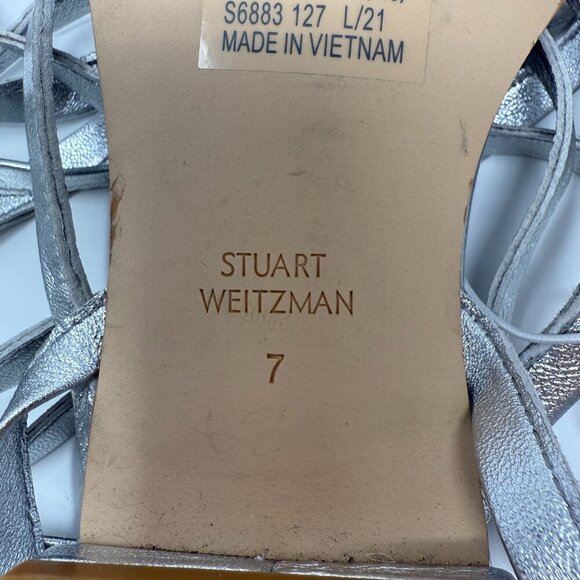 S6883 127 L/21
MADE IN VIETNAM
STUART
WEITZMAN
7